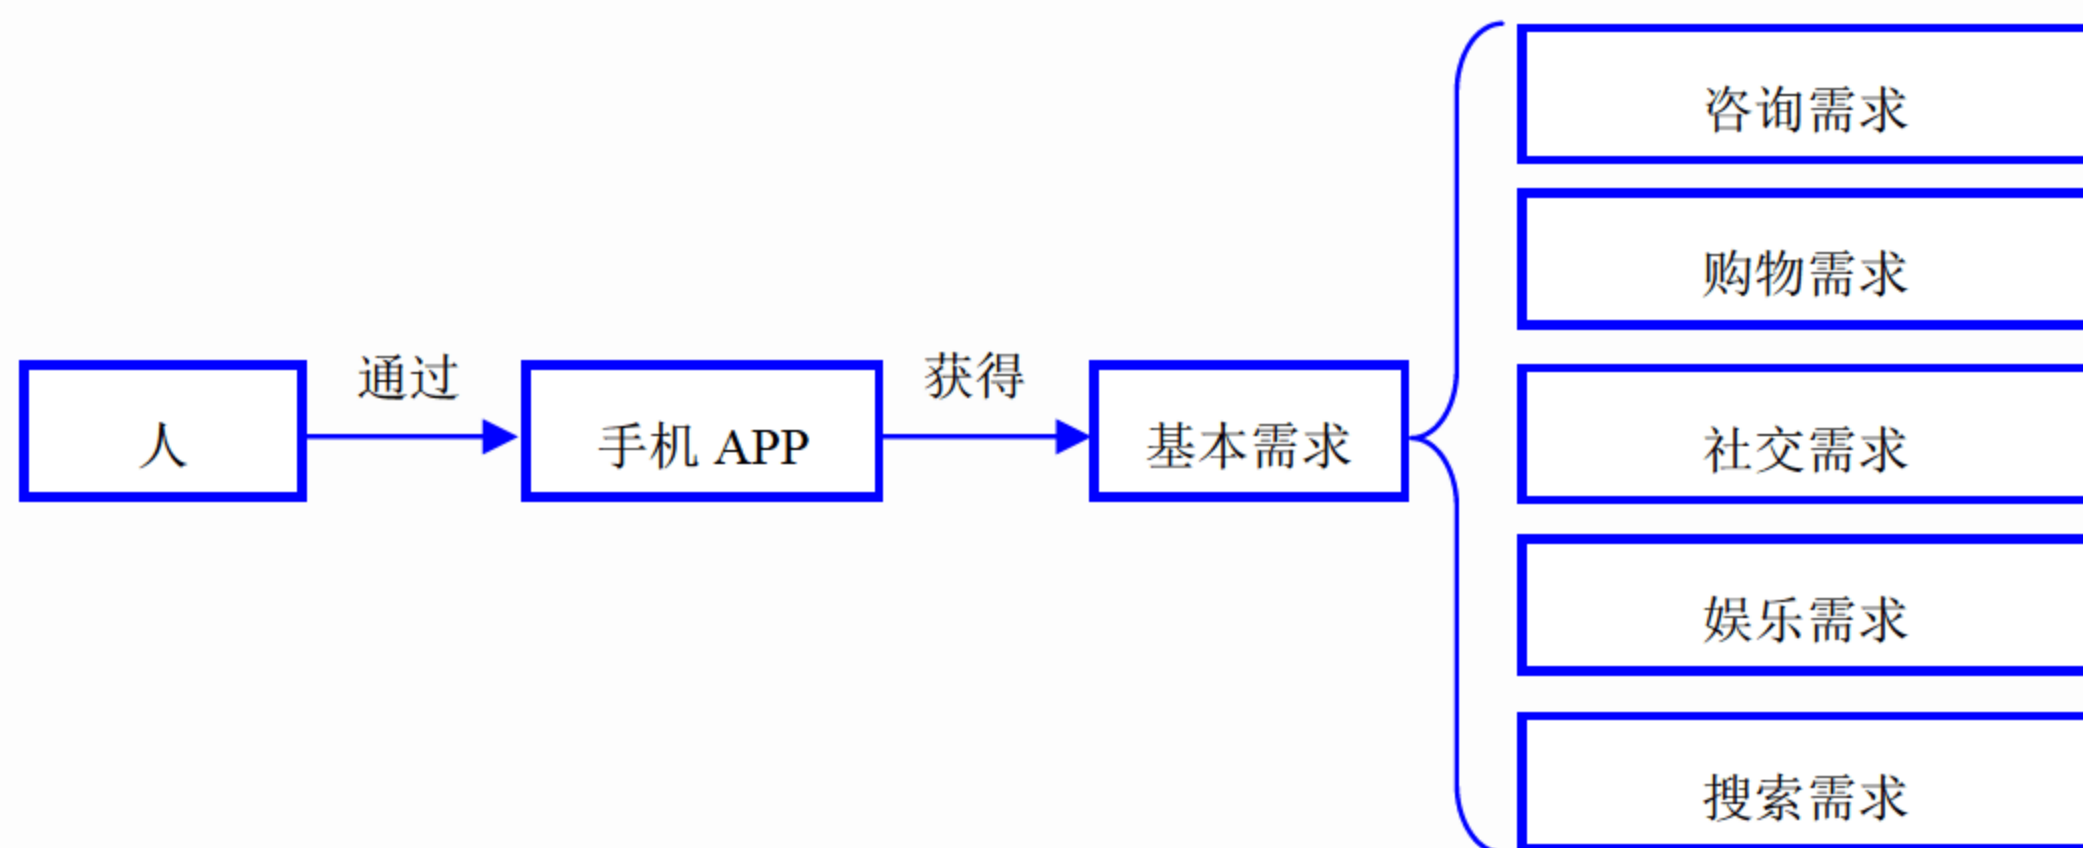 人
通过
手机 APP
获得
基本需求
咨询需求
购物需求
社交需求
娱乐需求
搜索需求